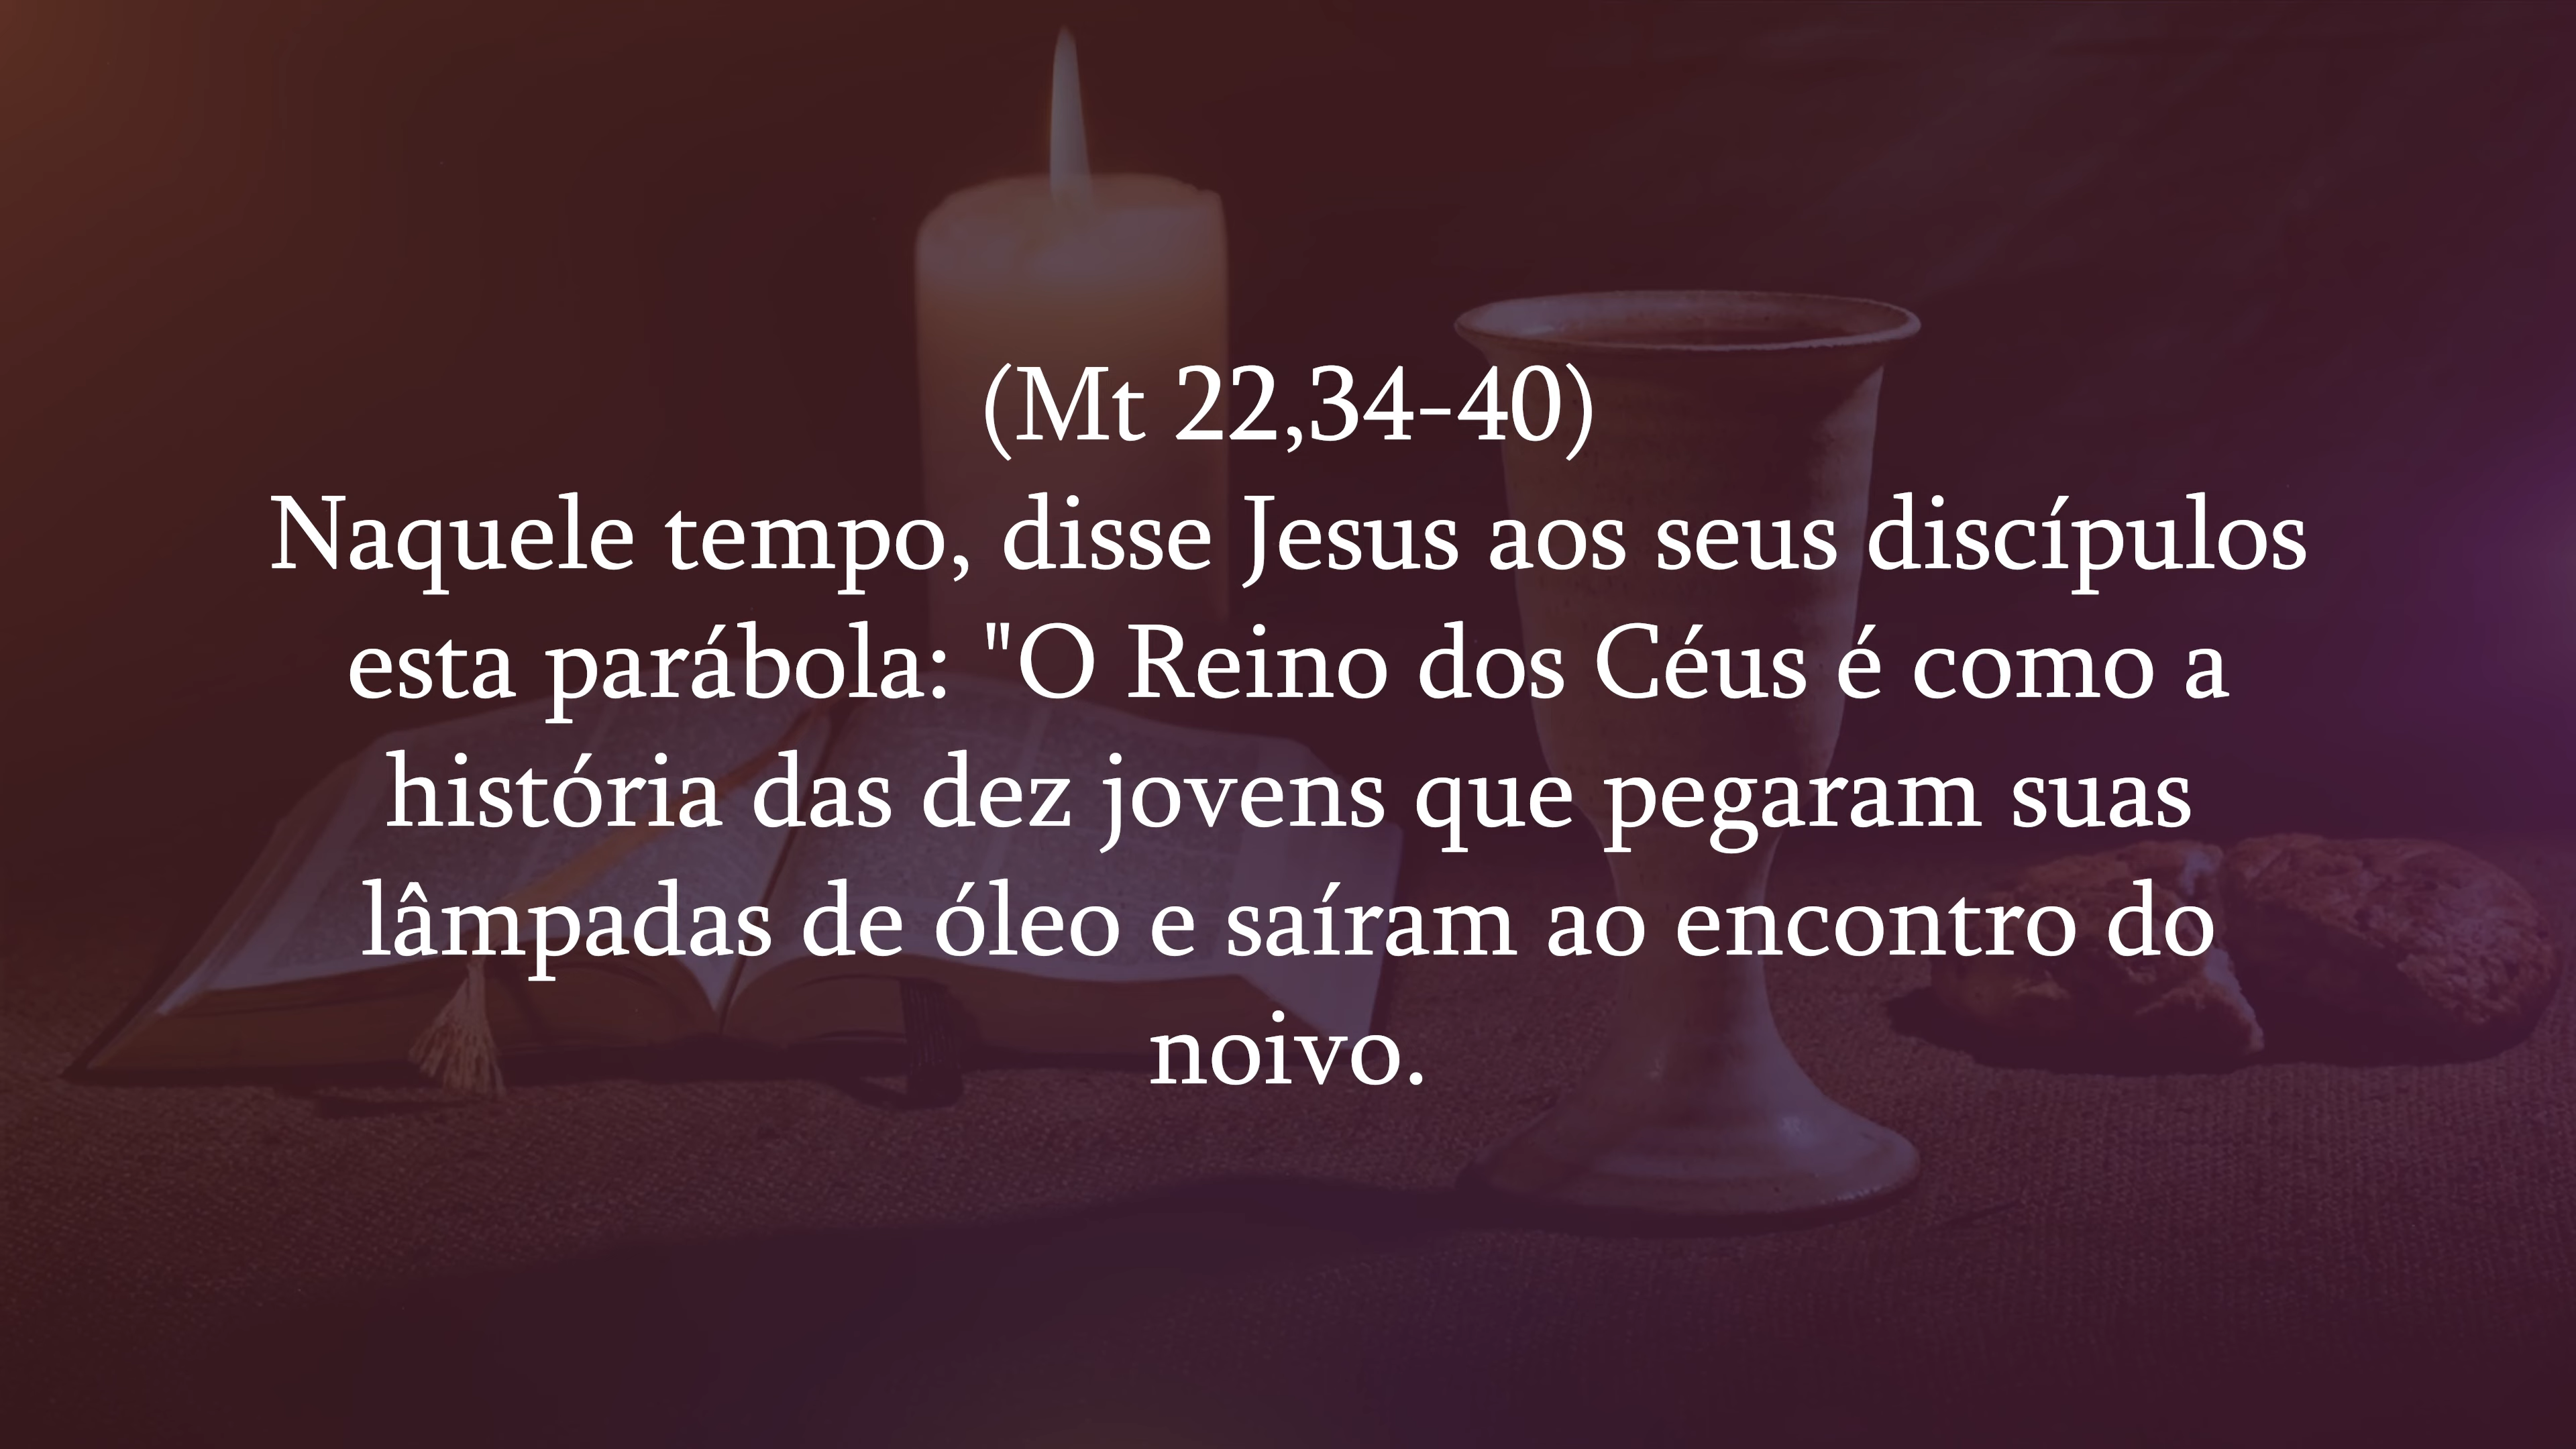 (Mt 22,34-40)
Naquele tempo, disse Jesus aos seus discípulos
esta parábola: "O Reino dos Céus é como a
história das dez jovens que pegaram suas
lâmpadas de óleo e saíram ao encontro do
noivo.